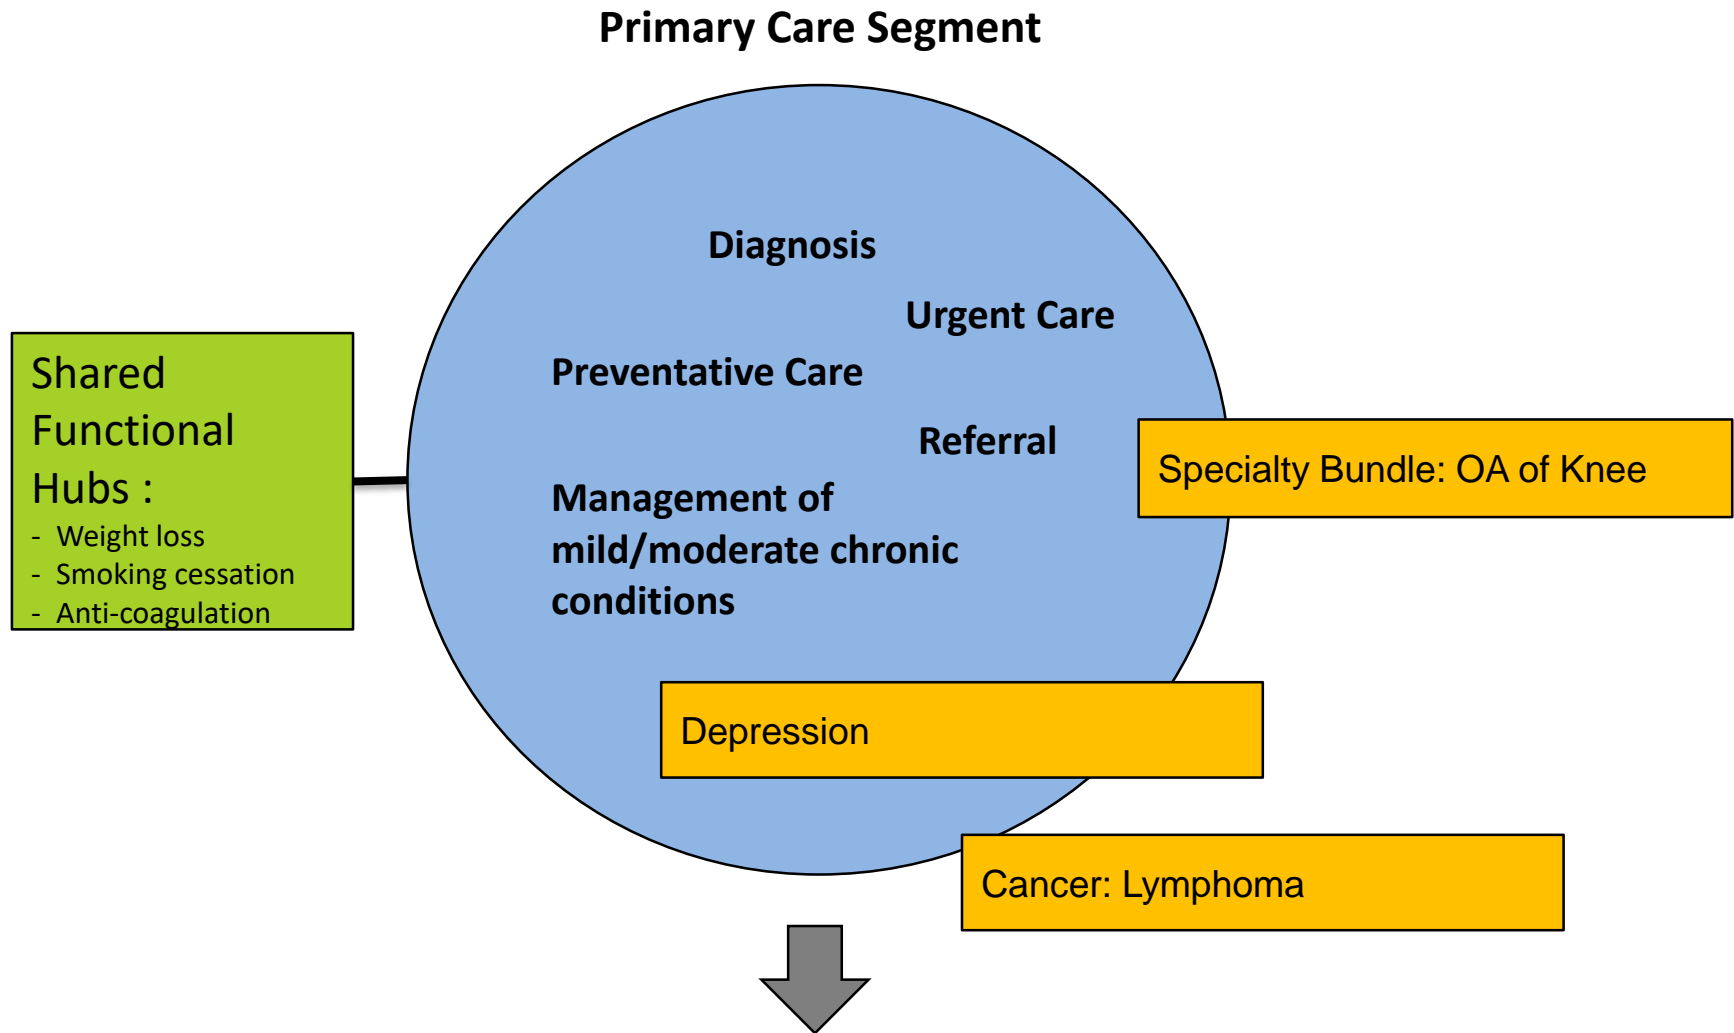 Primary Care Segment
Diagnosis
Urgent Care
Preventative Care
Referral
Management of
mild/moderate chronic
conditions
Shared
Functional
Hubs :
- Weight loss
- Smoking cessation
- Anti-coagulation
Specialty Bundle: OA of Knee
Depression
Cancer: Lymphoma